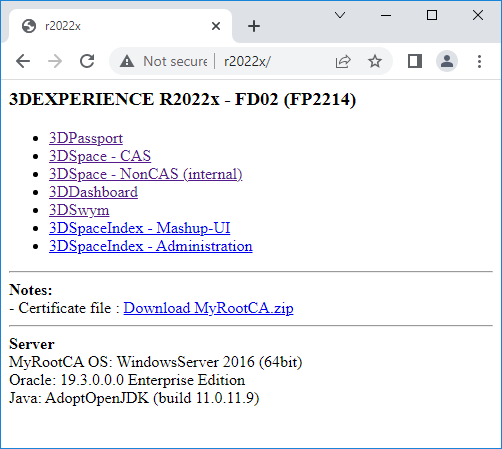 r2022x
Not secure
r2022x/
3DEXPERIENCE R2022x - FD02 (FP2214)
3DPassport
3DSpace - CAS
3DSpace - NonCAS (internal)
3DDashboard
3DSwym
3DSpaceIndex - Mashup-UI
3DSpaceIndex - Administration
Notes:
- Certificate file : Download MyRootCA.zip
Server
MyRootCA OS: WindowsServer 2016 (64bit)
Oracle: 19.3.0.0.0 Enterprise Edition
Java: AdoptOpenJDK (build 11.0.11.9)